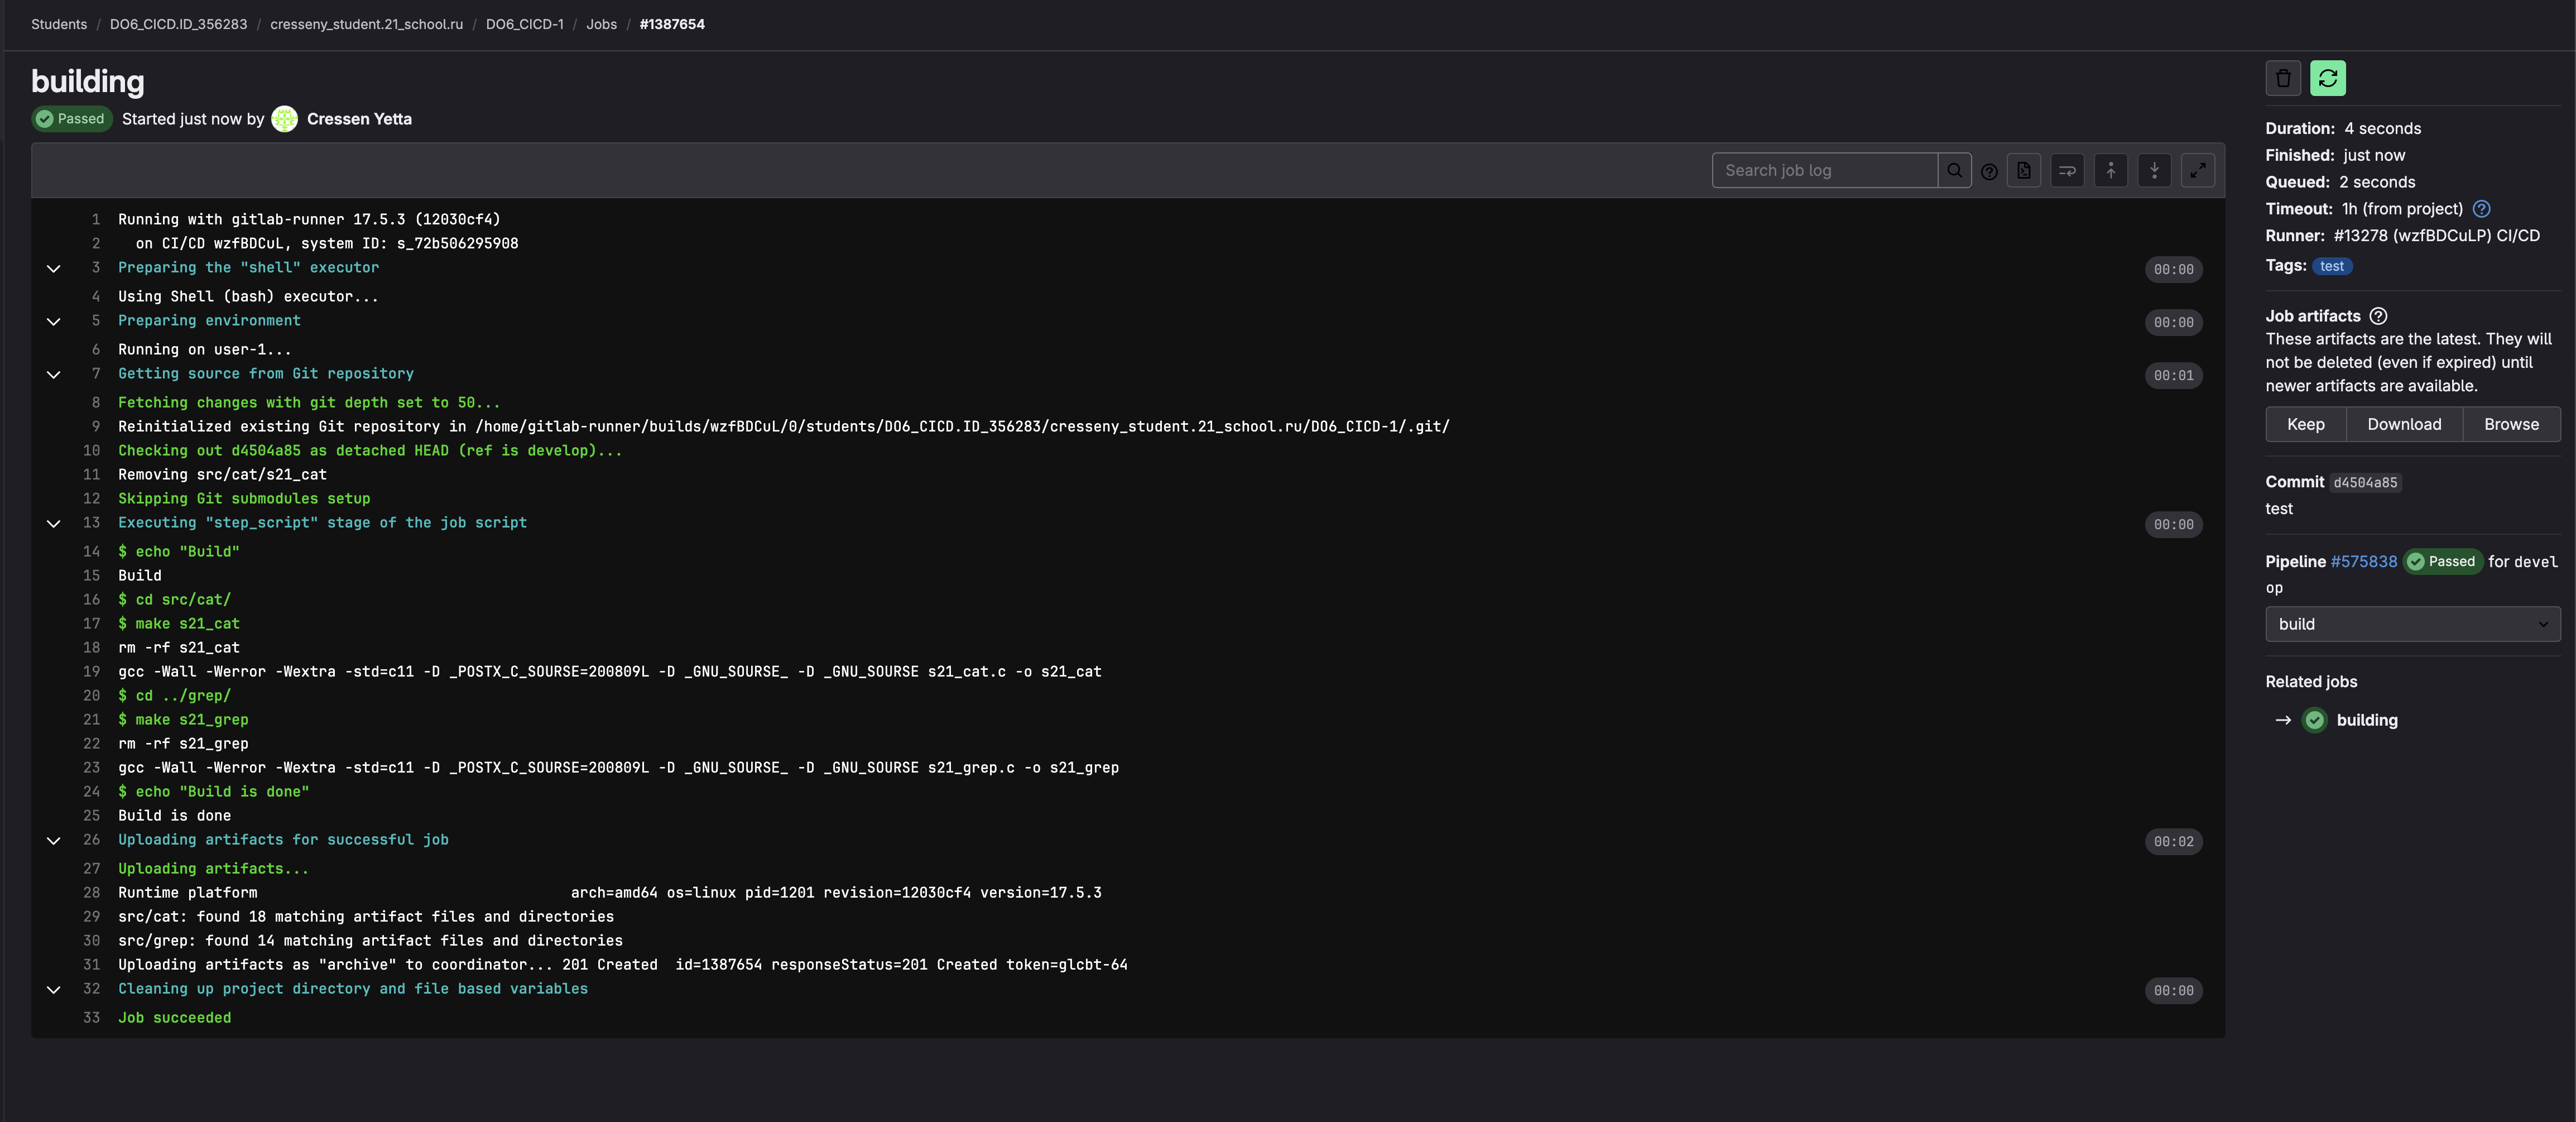 Students / DO6_CICD.ID_356283 / cresseny_student.21_school.ru / DO6_CICD-1 / Jobs / #1387654
building
Passed Started just now by Cressen Yetta
Search job log
1 Running with gitlab-runner 17.5.3 (12030cf4)
2 on CI/CD wzfBDCuL, system ID: s_72b506295908
3 Preparing the "shell" executor 00:00
4 Using Shell (bash) executor...
5 Preparing environment 00:00
6 Running on user-1...
7 Getting source from Git repository 00:01
8 Fetching changes with git depth set to 50...
9 Reinitialized existing Git repository in /home/gitlab-runner/builds/wzfBDCuL/0/students/DO6_CICD.ID_356283/cresseny_student.21_school.ru/DO6_CICD-1/.git/
10 Checking out d4504a85 as detached HEAD (ref is develop)...
11 Removing src/cat/s21_cat
12 Skipping Git submodules setup
13 Executing "step_script" stage of the job script 00:00
14 $ echo "Build"
15 Build
16 $ cd src/cat/
17 $ make s21_cat
18 rm -rf s21_cat
19 gcc -Wall -Werror -Wextra -std=c11 -D _POSTX_C_SOURSE=200809L -D _GNU_SOURSE_ -D _GNU_SOURSE s21_cat.c -o s21_cat
20 $ cd ../grep/
21 $ make s21_grep
22 rm -rf s21_grep
23 gcc -Wall -Werror -Wextra -std=c11 -D _POSTX_C_SOURSE=200809L -D _GNU_SOURSE_ -D _GNU_SOURSE s21_grep.c -o s21_grep
24 $ echo "Build is done"
25 Build is done
26 Uploading artifacts for successful job 00:02
27 Uploading artifacts...
28 Runtime platform arch=amd64 os=linux pid=1201 revision=12030cf4 version=17.5.3
29 src/cat: found 18 matching artifact files and directories
30 src/grep: found 14 matching artifact files and directories
31 Uploading artifacts as "archive" to coordinator... 201 Created id=1387654 responseStatus=201 Created token=glcbt-64
32 Cleaning up project directory and file based variables 00:00
33 Job succeeded
Duration: 4 seconds
Finished: just now
Queued: 2 seconds
Timeout: 1h (from project)
Runner: #13278 (wzfBDCuLP) CI/CD
Tags: test
Job artifacts
These artifacts are the latest. They will
not be deleted (even if expired) until
newer artifacts are available.
Keep Download Browse
Commit d4504a85
test
Pipeline #575838 Passed for devel
op
build
Related jobs
→ building